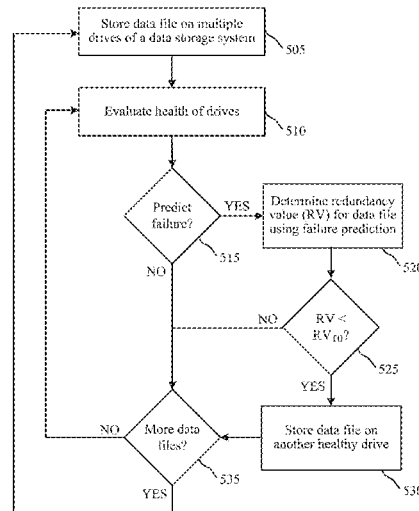 Store data file on multiple
drives of a data storage system
505
Evaluate health of drives
510
Predict
failure?
YES
515
NO
Determine redundancy
value (RV) for data file
using failure prediction
520
RV <
RVf0?
NO
525
YES
More data
files?
NO
535
YES
Store data file on
another healthy drive
530